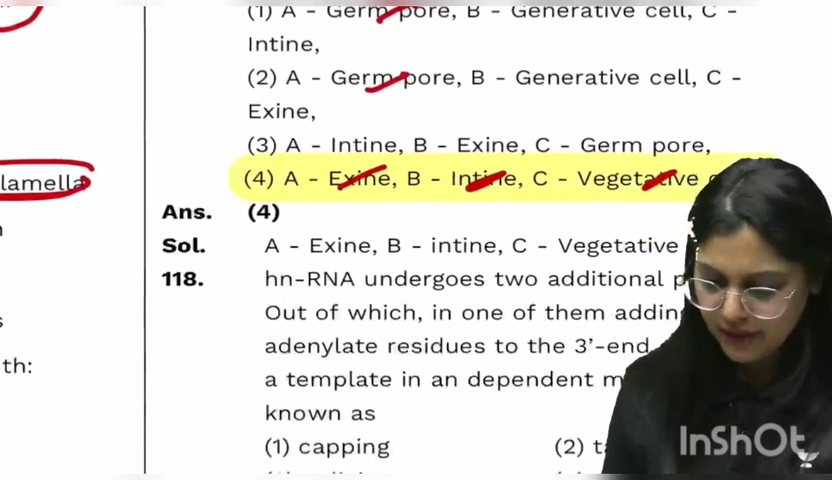 (1) A - Germ pore, B - Generative cell, C -
Intine,
(2) A - Germ pore, B - Generative cell, C -
Exine,
(3) A - Intine, B - Exine, C - Germ pore,
(4) A - Exine, B - Intine, C - Vegetative
lamella
Ans. (4)
Sol. A - Exine, B - intine, C - Vegetative
118. hn-RNA undergoes two additional
Out of which, in one of them adding
adenylate residues to the 3'-end
a template in an dependent
th:
known as
(1) capping (2)
InShOt